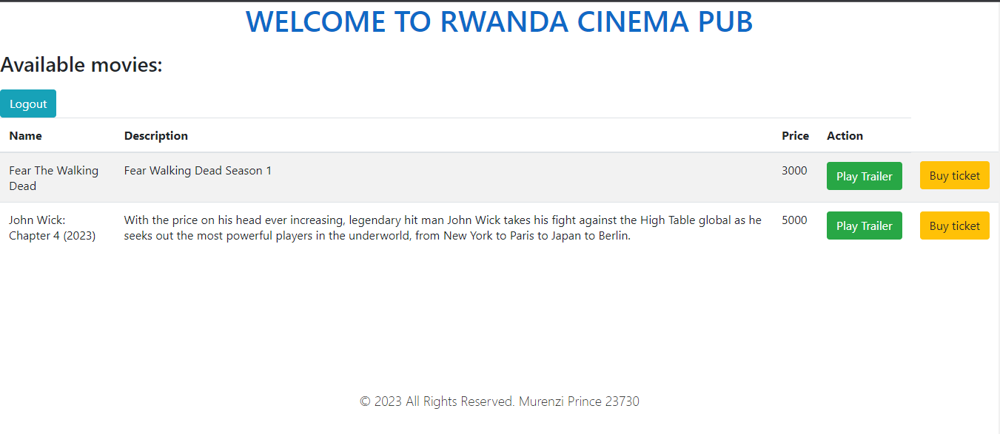 WELCOME TO RWANDA CINEMA PUB
Available movies:
Logout
Name Description Price Action
Fear The Walking Dead Fear Walking Dead Season 1 3000 Play Trailer Buy ticket
John Wick: Chapter 4 (2023) With the price on his head ever increasing, legendary hit man John Wick takes his fight against the High Table global as he
seeks out the most powerful players in the underworld, from New York to Paris to Japan to Berlin. 5000 Play Trailer Buy ticket
© 2023 All Rights Reserved. Murenzi Prince 23730